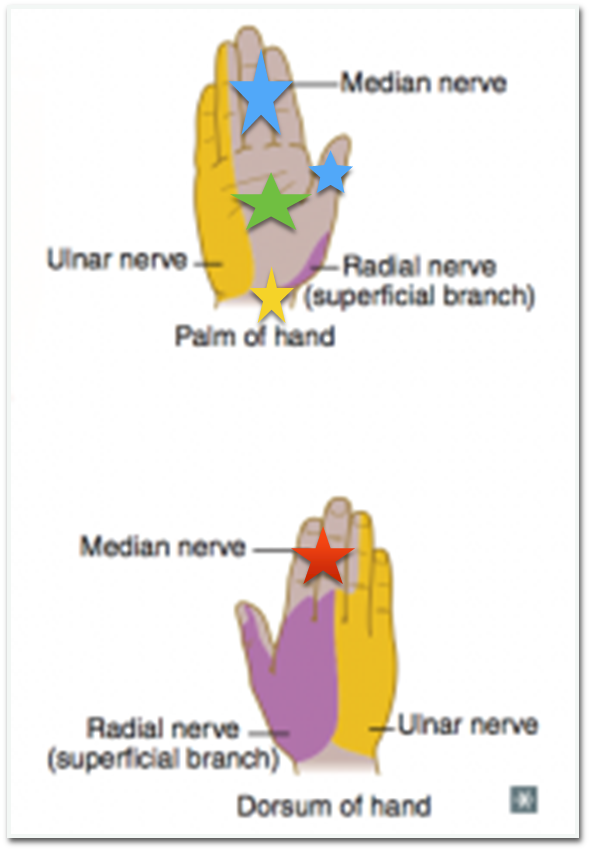 Median nerve
Ulnar nerve
Radial nerve
(superficial branch)
Palm of hand
Median nerve
Radial nerve
(superficial branch)
Ulnar nerve
Dorsum of hand